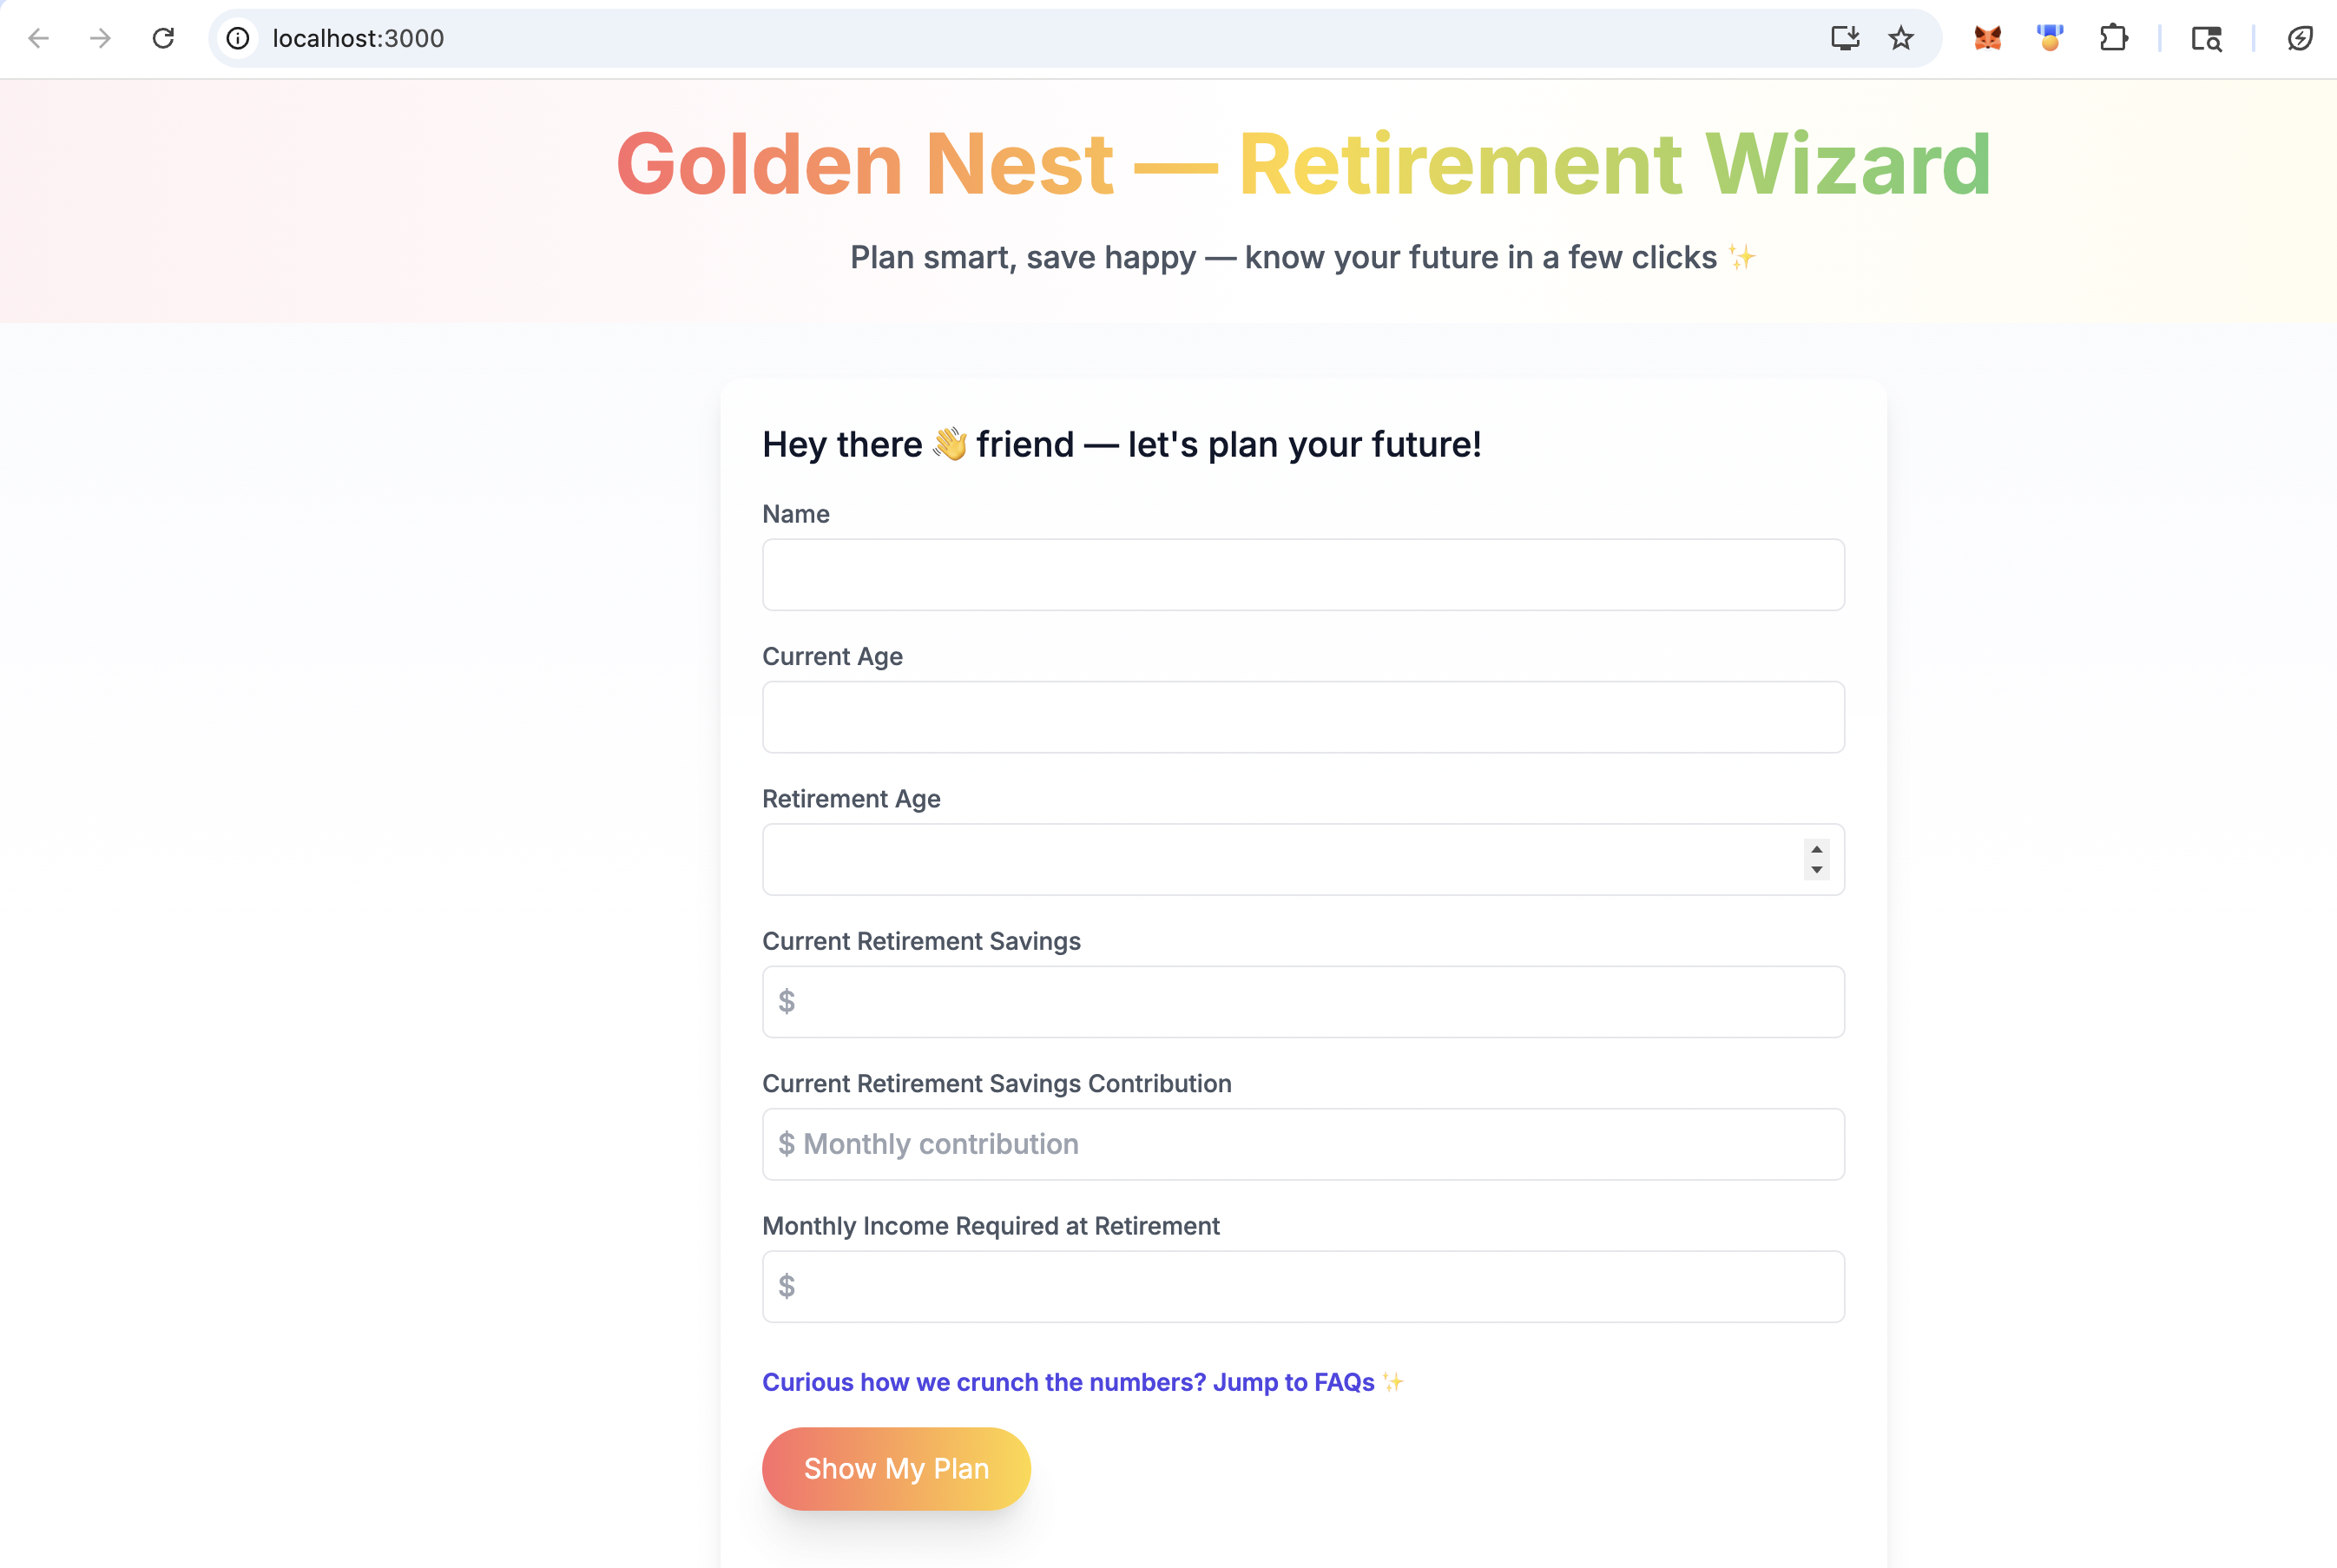 localhost:3000
Golden Nest — Retirement Wizard
Plan smart, save happy — know your future in a few clicks ✨
Hey there 👋 friend — let's plan your future!
Name
Current Age
Retirement Age
Current Retirement Savings
$
Current Retirement Savings Contribution
$ Monthly contribution
Monthly Income Required at Retirement
$
Curious how we crunch the numbers? Jump to FAQs ✨
Show My Plan